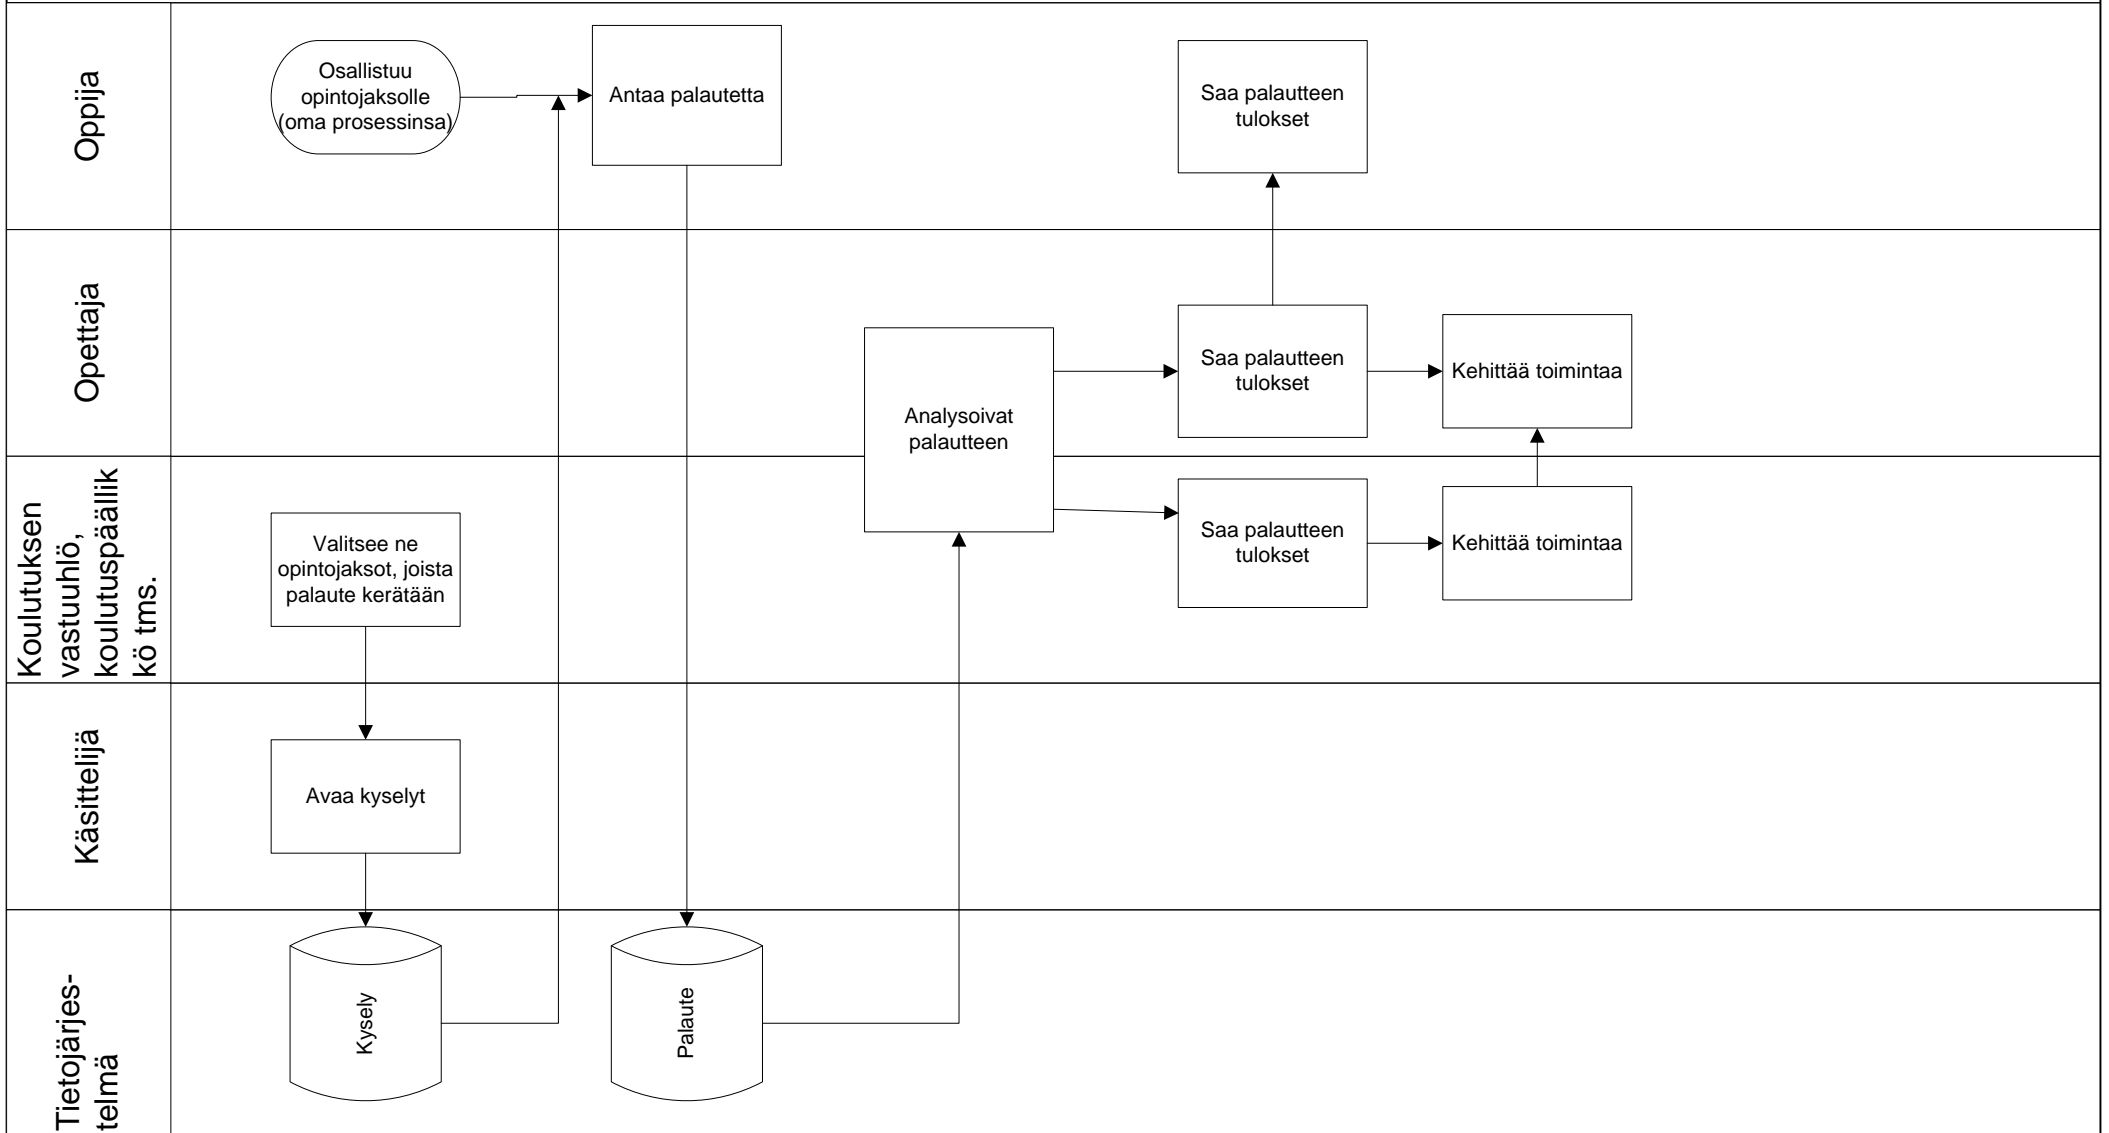 Oppija
Osallistuu
opintojaksolle
(oma prosessinsa)
Antaa palautetta
Saa palautteen
tulokset
Opettaja
Analysoivat
palautteen
Saa palautteen
tulokset
Kehittää toimintaa
Koulutuksen
vastuuhlö,
koulutuspäällik
kö tms.
Valitsee ne
opintojaksot, joista
palaute kerätään
Saa palautteen
tulokset
Kehittää toimintaa
Käsittelijä
Avaa kyselyt
Tietojärjes-
telmä
Kysely
Palaute